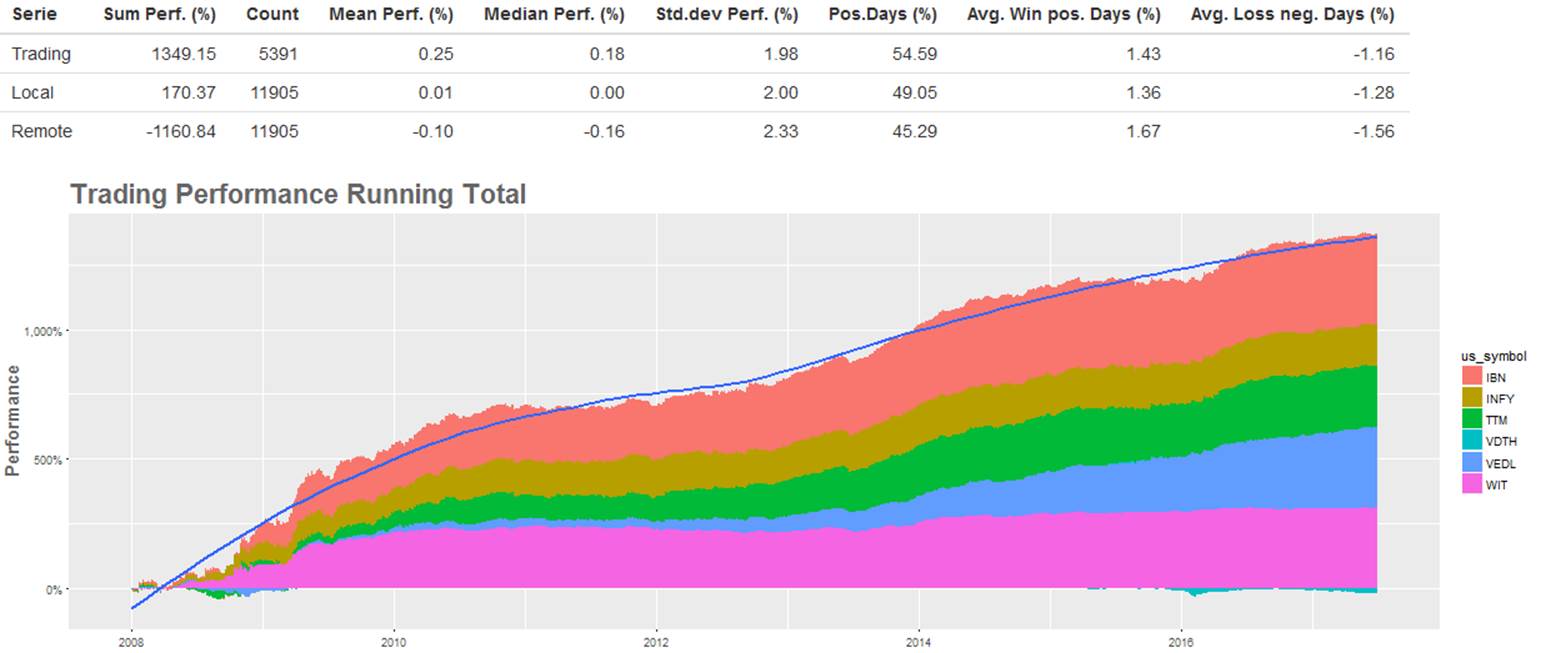 Serie Sum Perf. (%) Count Mean Perf. (%) Median Perf. (%) Std.dev Perf. (%) Pos.Days (%) Avg. Win pos. Days (%) Avg. Loss neg. Days (%)
Trading 1349.15 5391 0.25 0.18 1.98 54.59 1.43 -1.16
Local 170.37 11905 0.01 0.00 2.00 49.05 1.36 -1.28
Remote -1160.84 11905 -0.10 -0.16 2.33 45.29 1.67 -1.56
Trading Performance Running Total
Performance
1,000%
500%
0%
2008 2010 2012 2014 2016
us_symbol
IBN
INFY
TTM
VDTH
VEDL
WIT